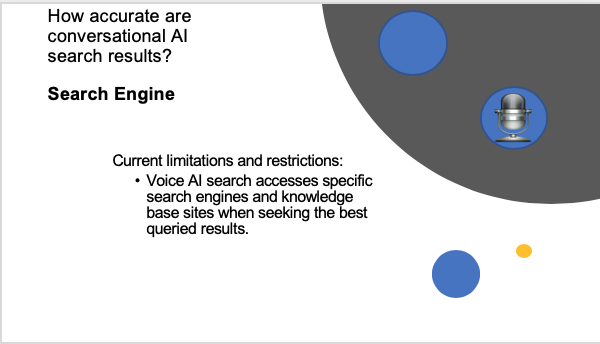 How accurate are
conversational AI
search results?
Search Engine
Current limitations and restrictions:
• Voice AI search accesses specific
search engines and knowledge
base sites when seeking the best
queried results.